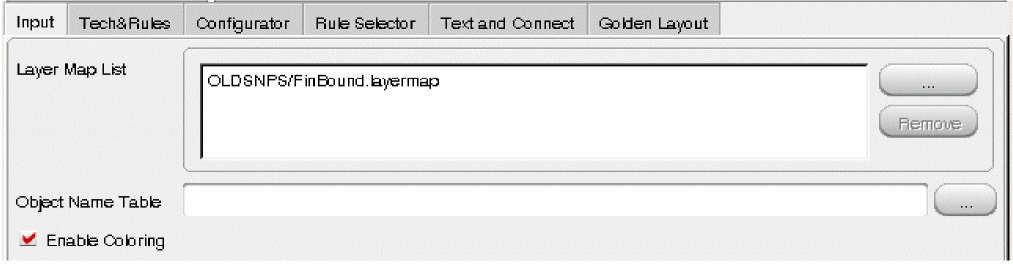 Input Tech&Rules Configurator Rule Selector Text and Connect Golden Layout
Layer Map List
OLDSNPS/FinBound.layermap
...
Remove
Object Name Table
...
Enable Coloring